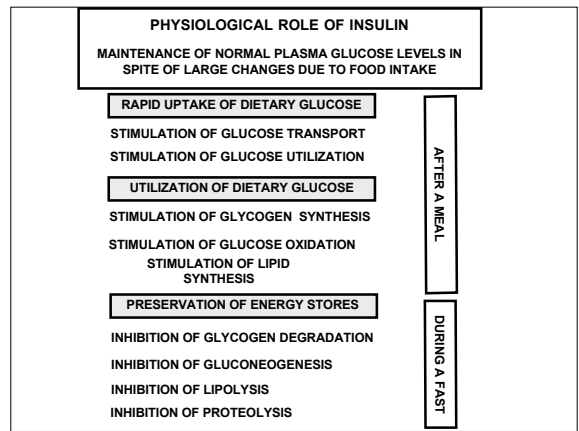 PHYSIOLOGICAL ROLE OF INSULIN
MAINTENANCE OF NORMAL PLASMA GLUCOSE LEVELS IN
SPITE OF LARGE CHANGES DUE TO FOOD INTAKE
RAPID UPTAKE OF DIETARY GLUCOSE
STIMULATION OF GLUCOSE TRANSPORT
STIMULATION OF GLUCOSE UTILIZATION
UTILIZATION OF DIETARY GLUCOSE
STIMULATION OF GLYCOGEN SYNTHESIS
STIMULATION OF GLUCOSE OXIDATION
STIMULATION OF LIPID
SYNTHESIS
AFTER A MEAL
PRESERVATION OF ENERGY STORES
INHIBITION OF GLYCOGEN DEGRADATION
INHIBITION OF GLUCONEOGENESIS
INHIBITION OF LIPOLYSIS
INHIBITION OF PROTEOLYSIS
DURING A FAST